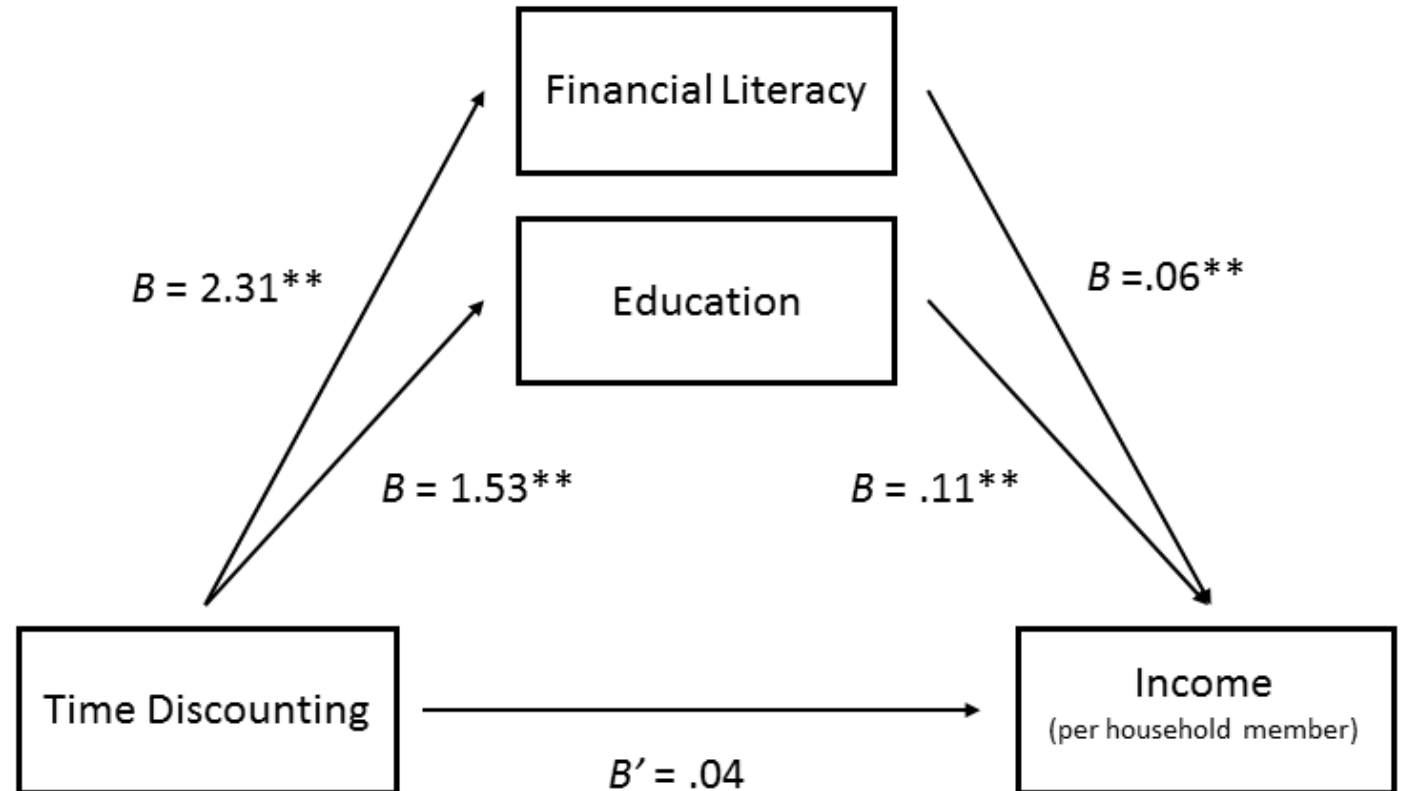 Financial Literacy
B = 2.31**
B =.06**
Education
B = 1.53**
B = .11**
Time Discounting
Income
(per household member)
B’ = .04